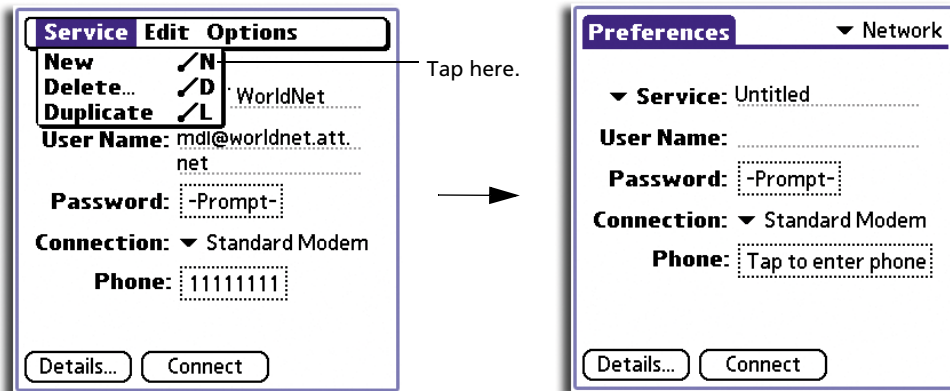 Service Edit Options
New /N
Delete... /D
Duplicate /L
WorldNet
User Name: mdl@worldnet.att.
net
Password: -Prompt-
Connection: Standard Modem
Phone: 11111111
Details... Connect
Tap here.
Preferences Network
Service: Untitled
User Name:
Password: -Prompt-
Connection: Standard Modem
Phone: Tap to enter phone
Details... Connect